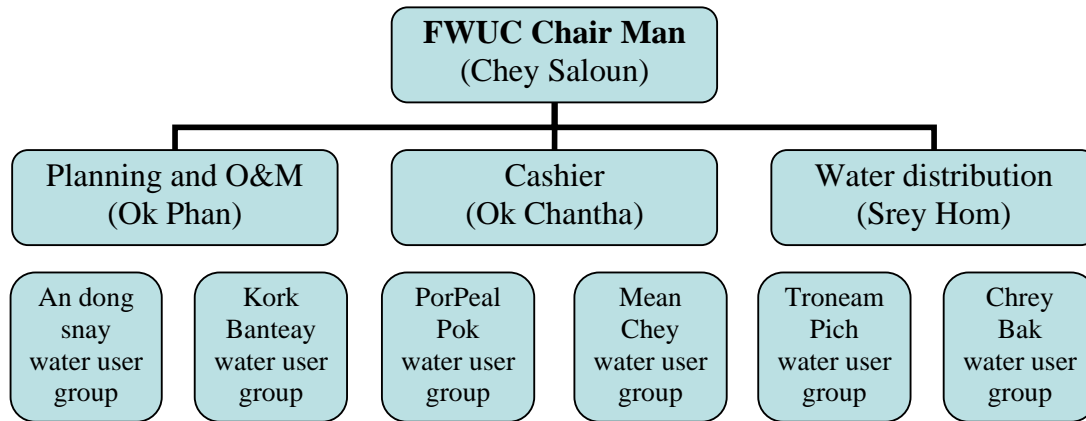 FWUC Chair Man
(Chey Saloun)
Planning and O&M
(Ok Phan)
Cashier
(Ok Chantha)
Water distribution
(Srey Hom)
An dong
snay
water user
group
Kork
Banteay
water user
group
PorPeal
Pok
water user
group
Mean
Chey
water user
group
Troneam
Pich
water user
group
Chrey
Bak
water user
group